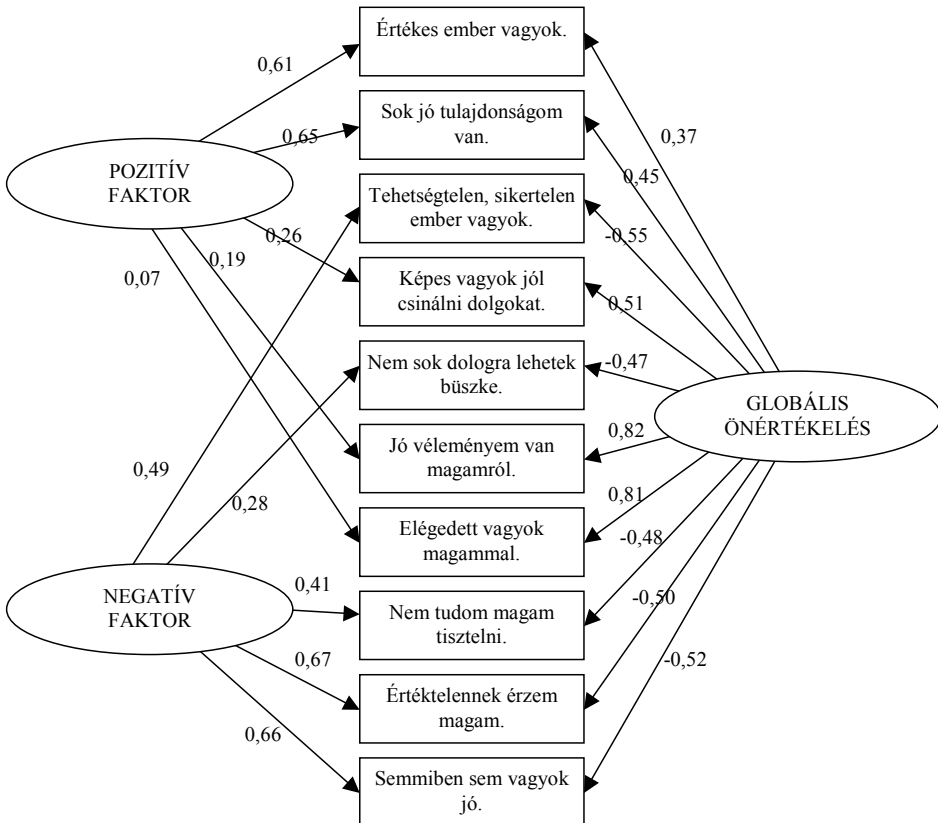 Értékes ember vagyok.
0,61
0,37
Sok jó tulajdonságom
van.
0,65
0,45
POZITÍV
FAKTOR
Tehetségtelen, sikertelen
ember vagyok.
0,26
-0,55
0,19
0,07
Képes vagyok jól
csinálni dolgokat.
0,51
Nem sok dologra lehetek
büszke.
-0,47
GLOBÁLIS
ÖNÉRTÉKELÉS
Jó véleményem van
magamról.
0,82
0,49
0,28
Elégedett vagyok
magammal.
0,81
-0,48
NEGATÍV
FAKTOR
0,41
Nem tudom magam
tisztelni.
-0,50
0,67
Értéktelennek érzem
magam.
-0,52
0,66
Semmiben sem vagyok
jó.